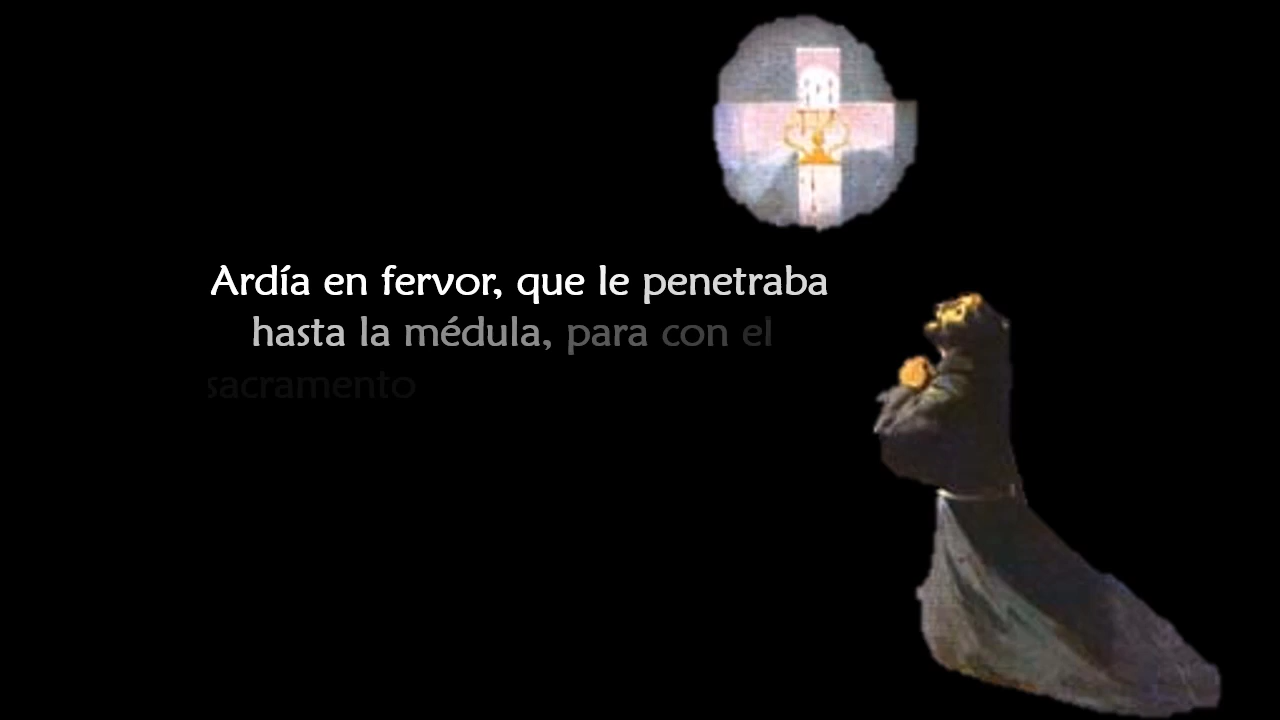 Ardía en fervor, que le penetraba
hasta la médula, para con el
sacramento